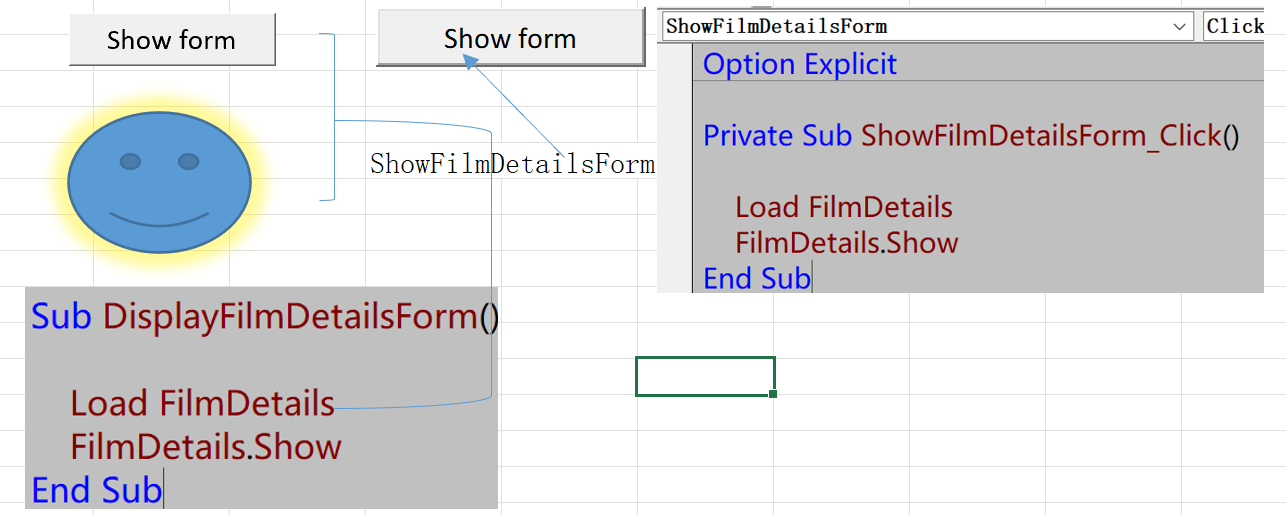 Show form
Show form
ShowFilmDetailsForm
Sub DisplayFilmDetailsForm()
Load FilmDetails
FilmDetails.Show
End Sub
ShowFilmDetailsForm
Click
Option Explicit
Private Sub ShowFilmDetailsForm_Click()
Load FilmDetails
FilmDetails.Show
End Sub